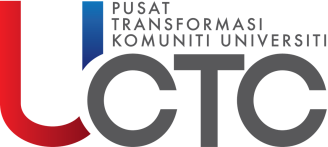 PUSAT
TRANSFORMASI
KOMUNITI UNIVERSITI
UCTC